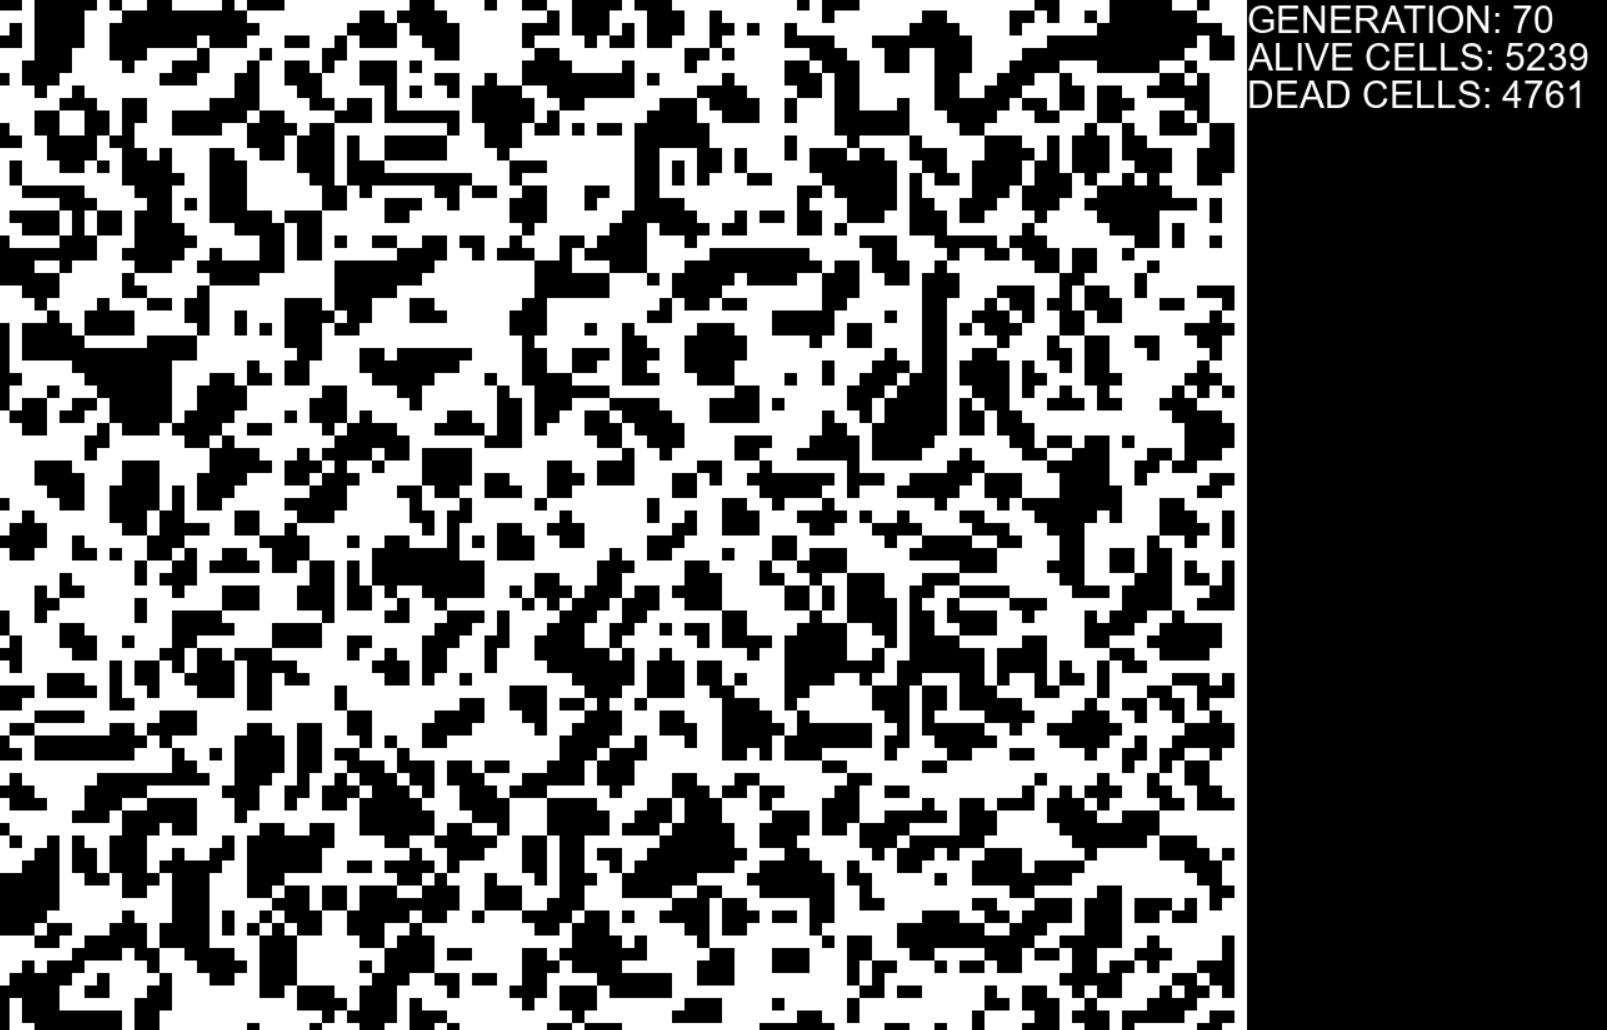 GENERATION: 70
ALIVE CELLS: 5239
DEAD CELLS: 4761